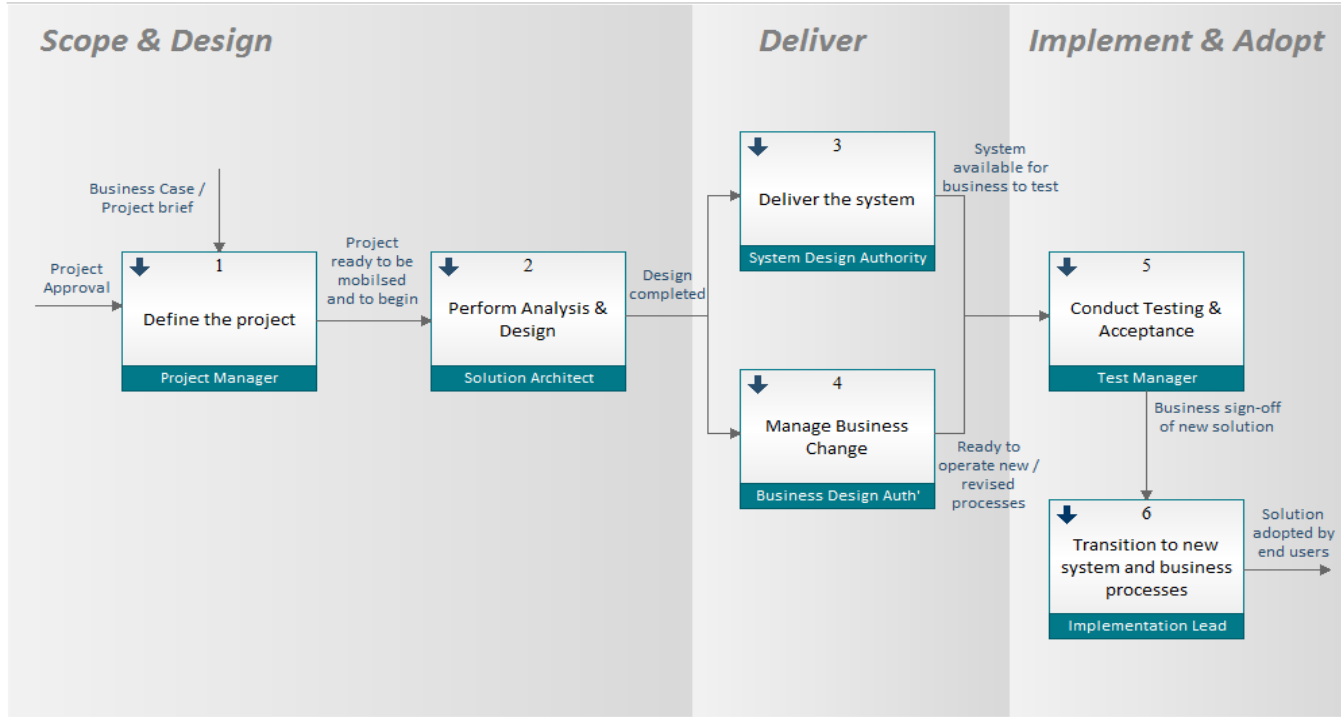 Scope & Design
Deliver
Implement & Adopt
Business Case /
Project brief
Project
Approval
1
Define the project
Project Manager
Project
ready to be
mobilsed
and to begin
2
Perform Analysis &
Design
Solution Architect
Design
completed
3
Deliver the system
System Design Authority
System
available for
business to test
4
Manage Business
Change
Business Design Auth'
Ready to
operate new /
revised
processes
5
Conduct Testing &
Acceptance
Test Manager
Business sign-off
of new solution
6
Transition to new
system and business
processes
Implementation Lead
Solution
adopted by
end users